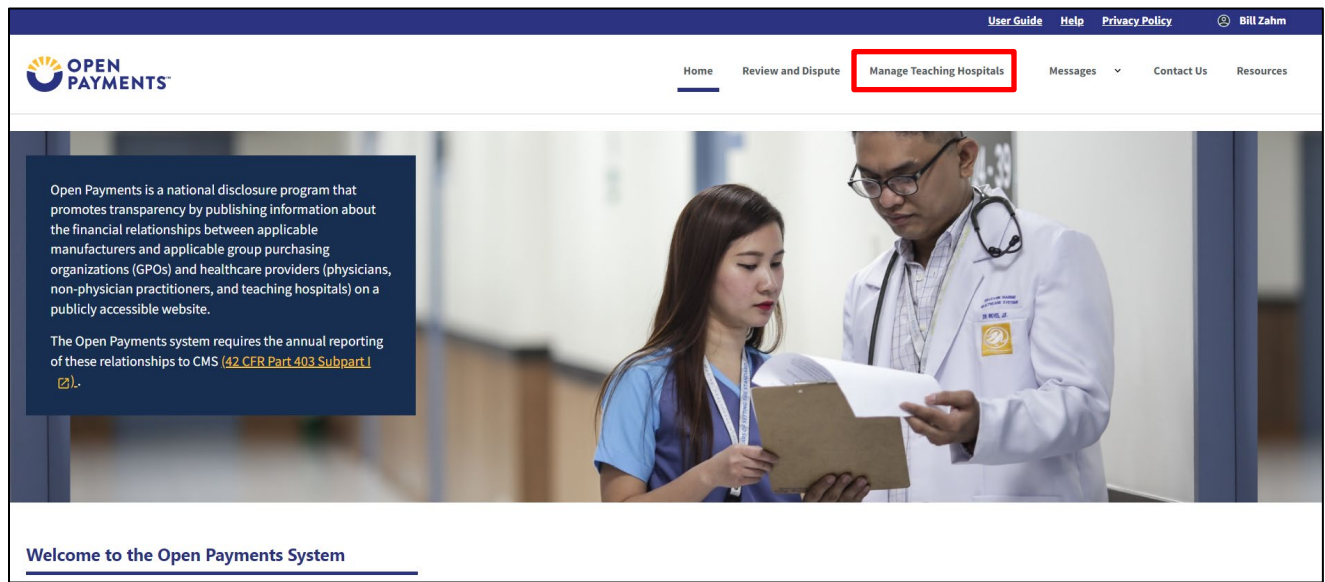 User Guide Help Privacy Policy Bill Zahm
OPEN
PAYMENTS
Home Review and Dispute Manage Teaching Hospitals Messages Contact Us Resources
Open Payments is a national disclosure program that
promotes transparency by publishing information about
the financial relationships between applicable
manufacturers and applicable group purchasing
organizations (GPOs) and healthcare providers (physicians,
non-physician practitioners, and teaching hospitals) on a
publicly accessible website.
The Open Payments system requires the annual reporting
of these relationships to CMS (42 CFR Part 403 Subpart I
).
Welcome to the Open Payments System